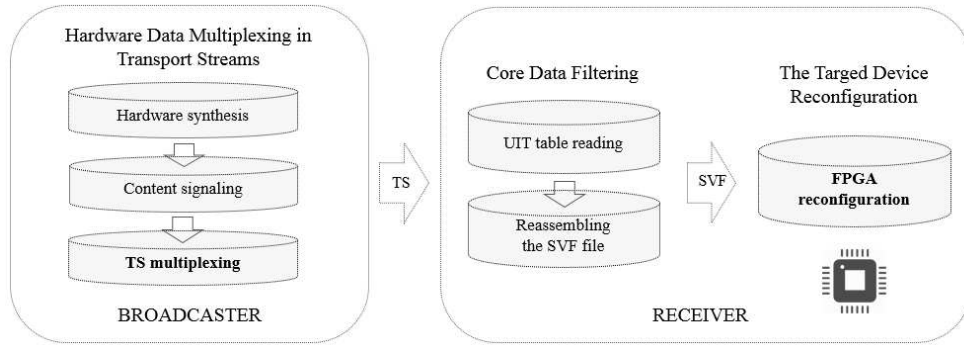 Hardware Data Multiplexing in
Transport Streams
Hardware synthesis
Content signaling
TS multiplexing
BROADCASTER
TS
Core Data Filtering
UIT table reading
Reassembling
the SVF file
SVF
The Targed Device
Reconfiguration
FPGA
reconfiguration
RECEIVER